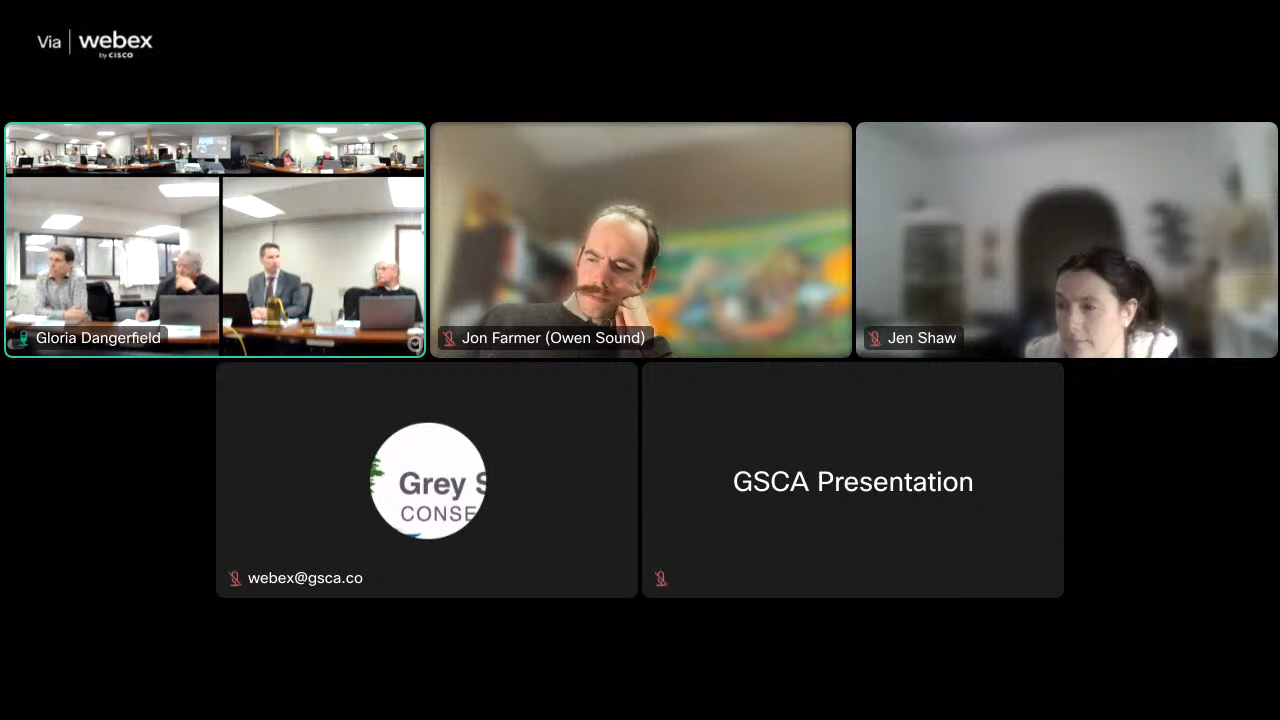 Via | webex
by CISCO
Gloria Dangerfield
Jon Farmer (Owen Sound)
Jen Shaw
Grey S
CONSE
GSCA Presentation
webex@gsca.co